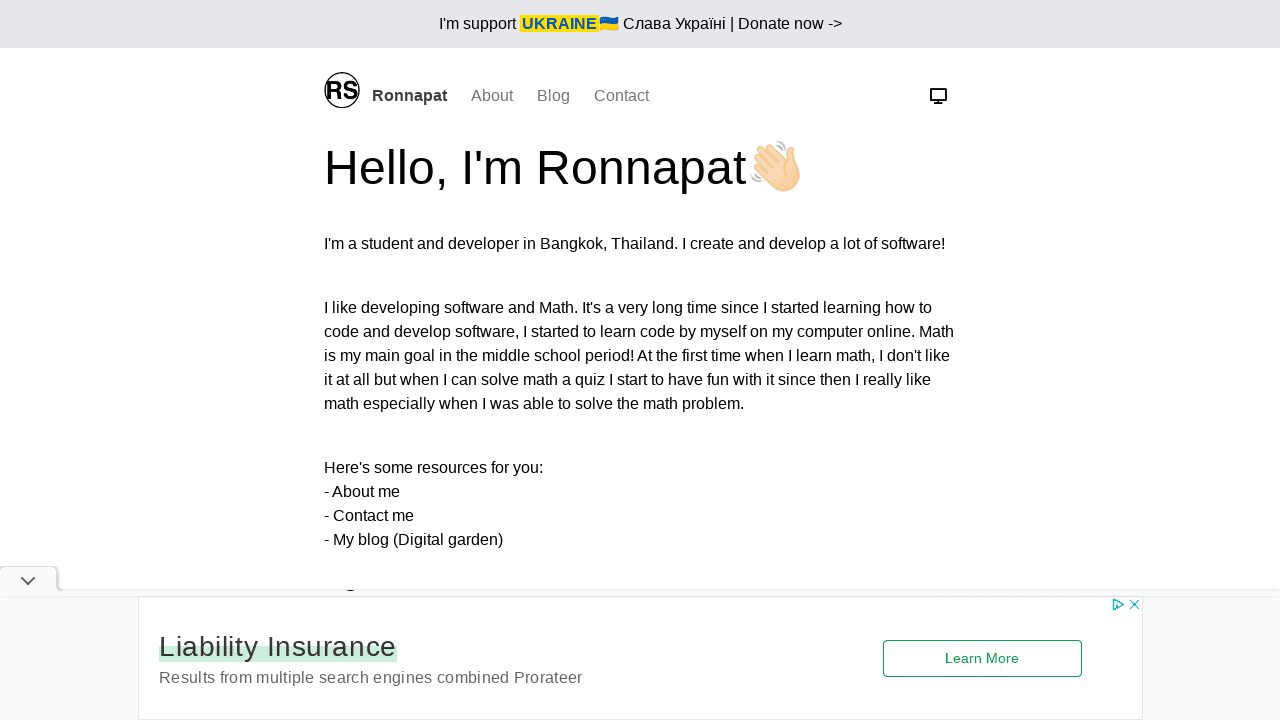 I'm support UKRAINE🇺🇦 Слава Україні | Donate now ->
RS Ronnapat About Blog Contact
Hello, I'm Ronnapat👋🏻
I'm a student and developer in Bangkok, Thailand. I create and develop a lot of software!
I like developing software and Math. It's a very long time since I started learning how to
code and develop software, I started to learn code by myself on my computer online. Math
is my main goal in the middle school period! At the first time when I learn math, I don't like
it at all but when I can solve math a quiz I start to have fun with it since then I really like
math especially when I was able to solve the math problem.
Here's some resources for you:
- About me
- Contact me
- My blog (Digital garden)
Liability Insurance
Results from multiple search engines combined Prorateer
Learn More